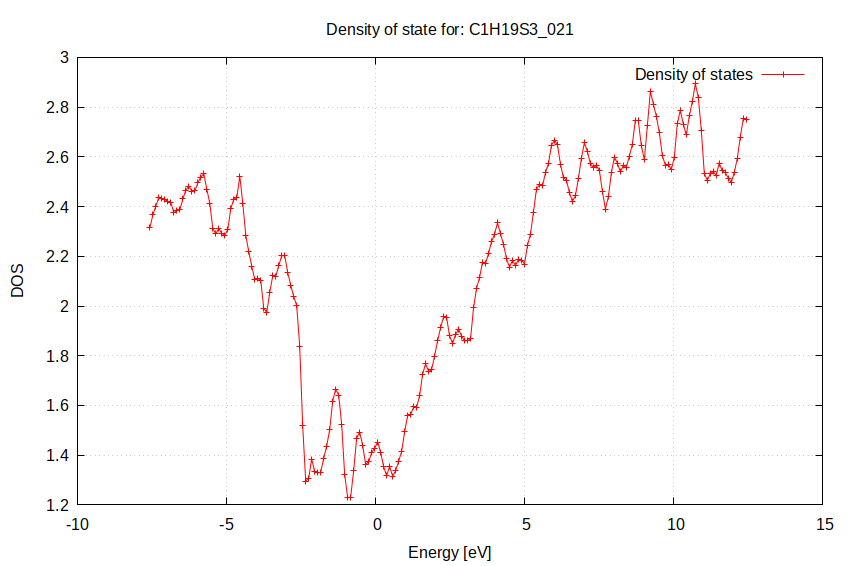 Density of state for: C1H19S3_021
Density of states
3
2.8
2.6
2.4
2.2
2
1.8
1.6
1.4
1.2
DOS
-10 -5 0 5 10 15
Energy [eV]